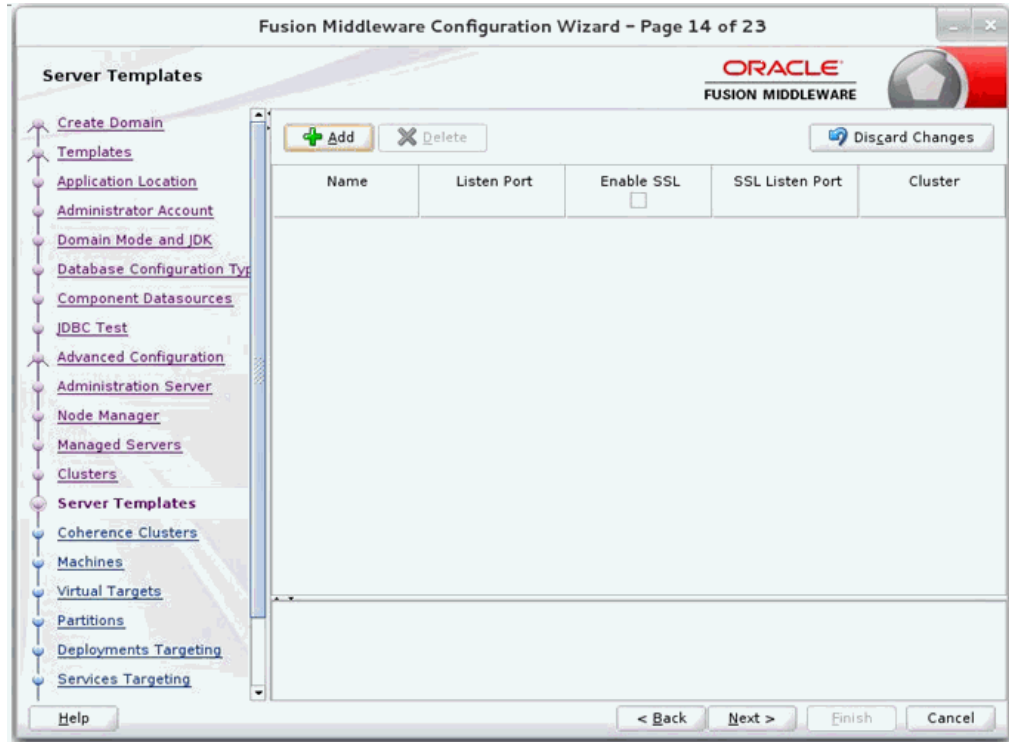 Fusion Middleware Configuration Wizard – Page 14 of 23
Server Templates
ORACLE
FUSION MIDDLEWARE
Create Domain
Templates
Application Location
Administrator Account
Domain Mode and JDK
Database Configuration Typ
Component Datasources
JDBC Test
Advanced Configuration
Administration Server
Node Manager
Managed Servers
Clusters
Server Templates
Coherence Clusters
Machines
Virtual Targets
Partitions
Deployments Targeting
Services Targeting
Add Delete Discard Changes
Name Listen Port Enable SSL SSL Listen Port Cluster
Help < Back Next > Finish Cancel